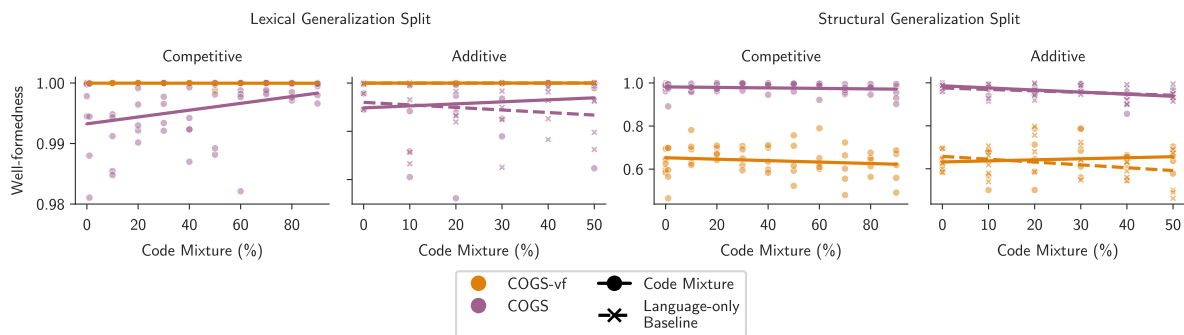 Lexical Generalization Split
Structural Generalization Split
Competitive
Additive
Competitive
Additive
Well-formedness
1.00
0.99
0.98
1.0
0.8
0.6
0 20 40 60 80
0 10 20 30 40 50
0 20 40 60 80
0 10 20 30 40 50
Code Mixture (%)
Code Mixture (%)
Code Mixture (%)
Code Mixture (%)
COGS-vf
COGS
Code Mixture
Language-only
Baseline